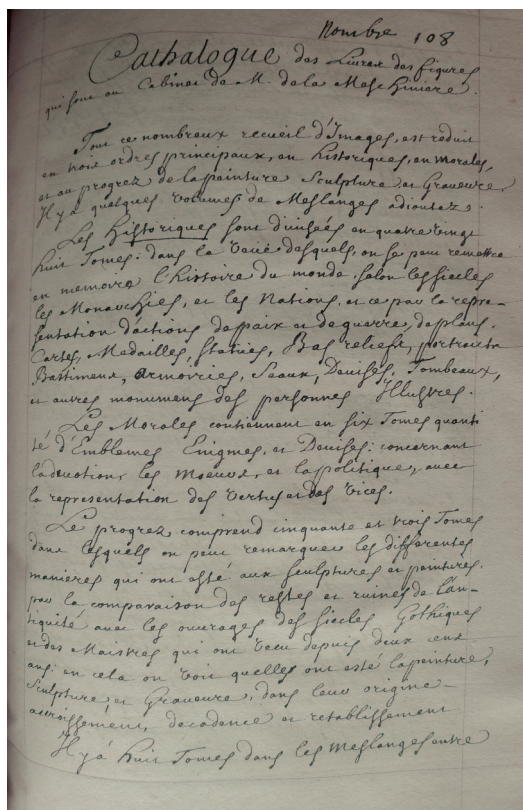 Nombre 108
Cathalogue des Livres des figures
qui sont au Cabinet de M. de la Meschiniere.
Tout ce nombreux recueil d'Images, est reduit
en trois ordres principaux, en historiques, en morales,
et au progrez de la peinture Sculpture et Graveure,
Il y a quelques volumes de Meslanges adioutez.
Les historiques sont diuisées en quatre vingt
huit Tomes: dans la veüe desquels, on se peut remettre
en memoire l'histoire du monde, selon les siecles
les Monarchies, et les Nations, et ce par la repre-
sentation d'actions de paix et de guerre, de plans,
Cartes, Medailles, statües, Bas reliefs, portraits
Bastimens, armoiries, Seaux, Deuises, Tombeaux,
et autres monumens des personnes Illustres.
Les Morales contiennent en six Tomes quanti
té d'Emblemes Enigmes, et Deuises: concernant
la deuotion, les moeurs, et la politique, avec
la representation des vertus et des vices.
Le progrez comprend cinquante et trois Tomes
dans lesquels on peut remarquer les differentes
manieres qui ont esté aux sculptures et peintures.
par la comparaison des restes et ruines de l'an-
tiquité avec les ouurages des siecles Gothiques
et des Maistres qui ont vecu depuis deux cens
ans: en cela on voit quelles ont esté la peinture,
Sculpture, et Graveure, dans leur origine
accroissement, decadence et retablissement
Il y a huit Tomes dans les meslanges entre